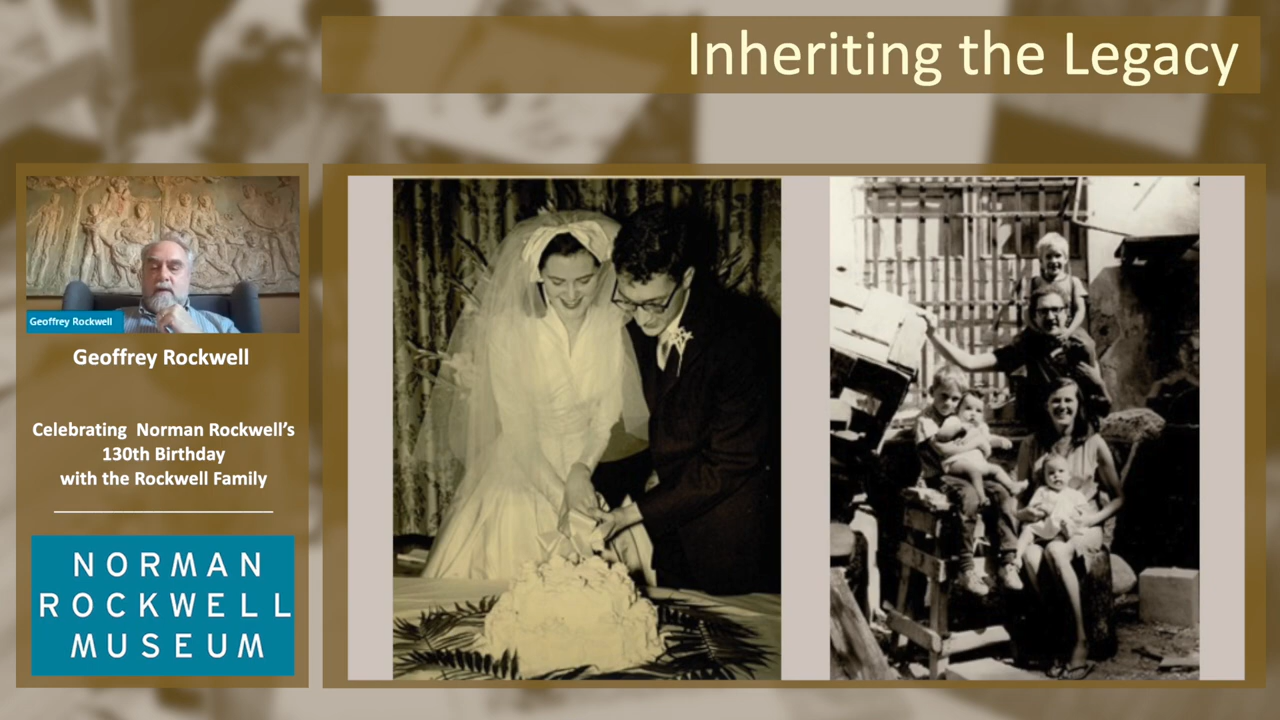 Inheriting the Legacy
Geoffrey Rockwell
Geoffrey Rockwell
Celebrating  Norman Rockwell’s
130th Birthday
with the Rockwell Family
NORMAN
ROCKWELL
MUSEUM